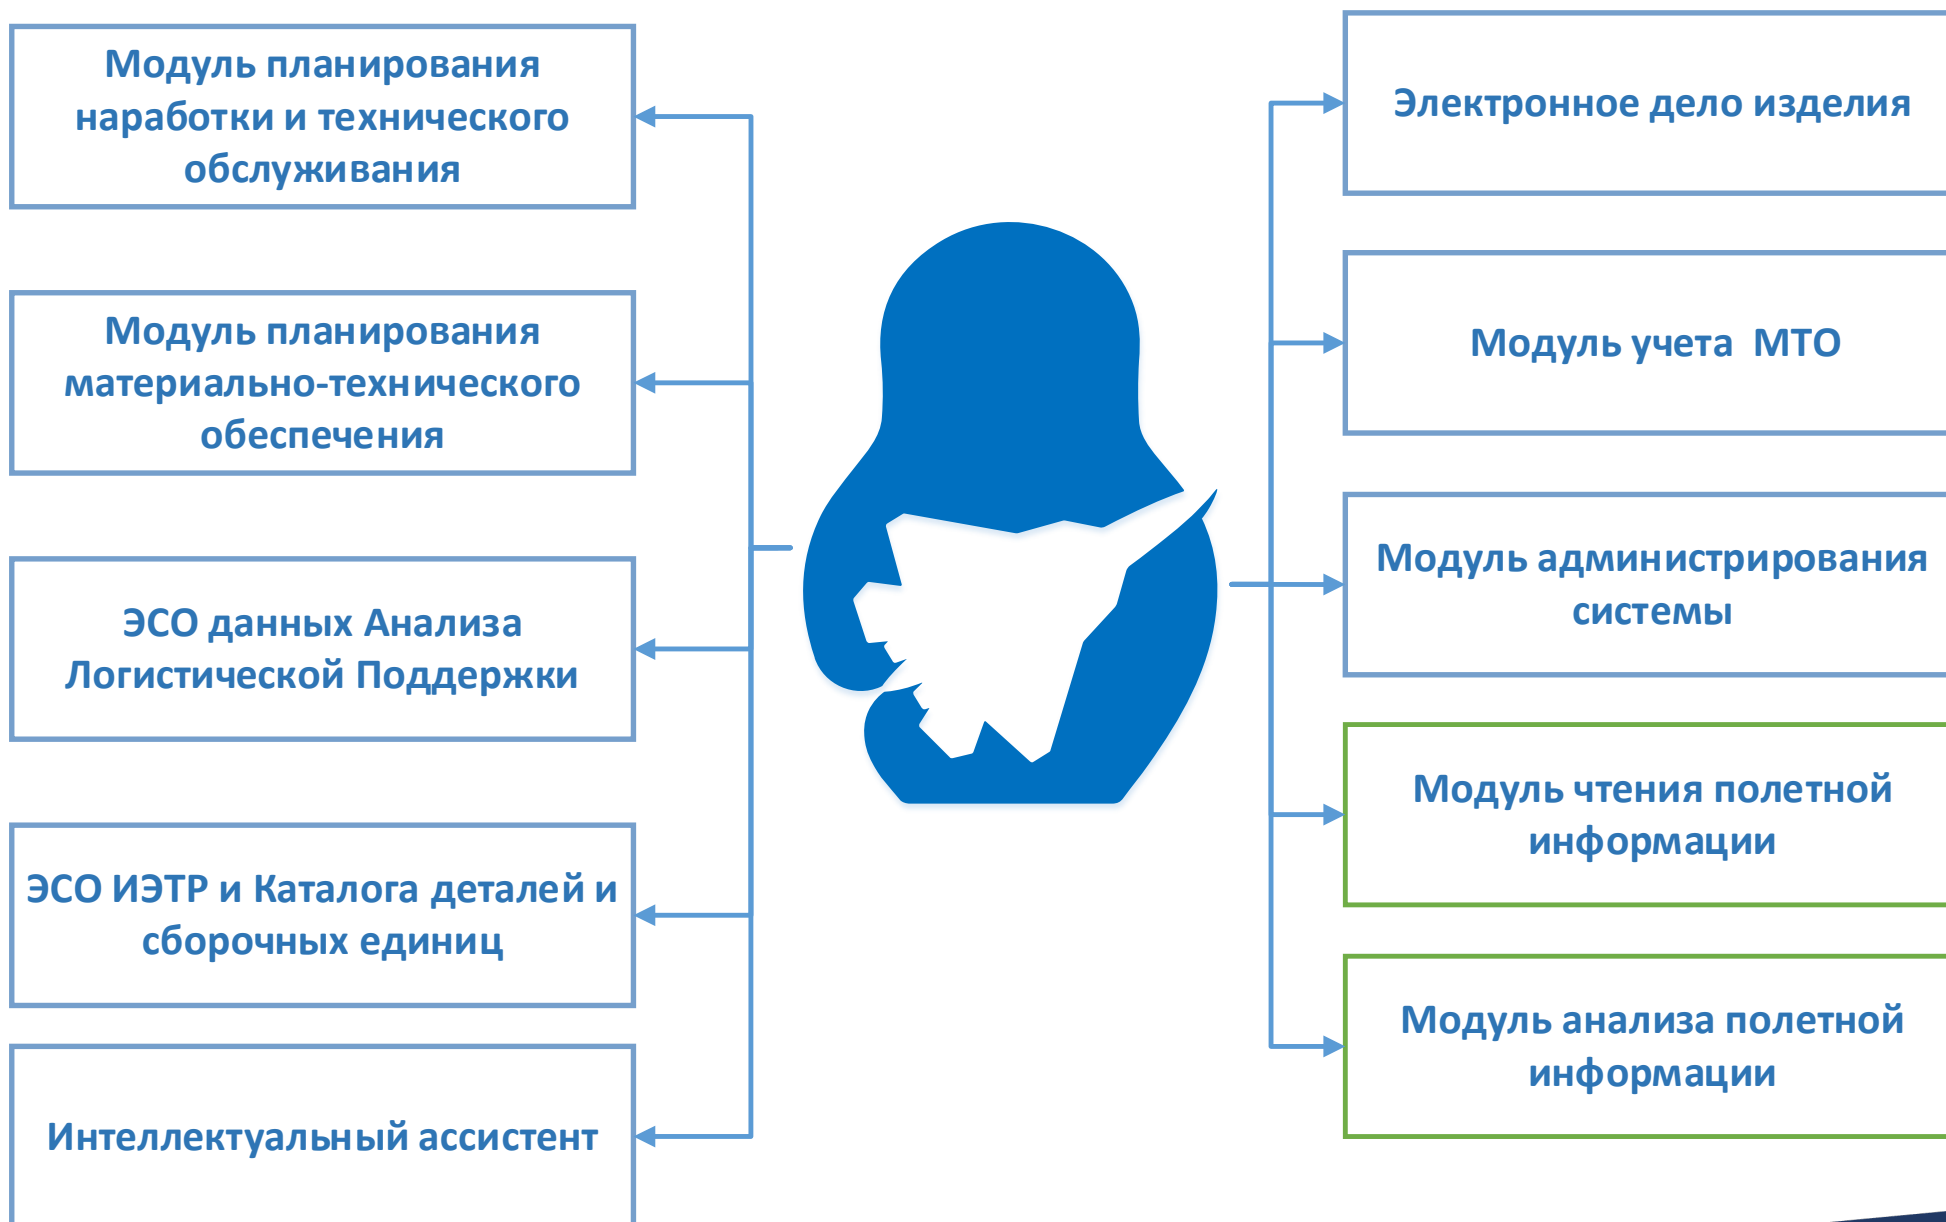 Модуль планирования
наработки и технического
обслуживания
Модуль планирования
материально-технического
обеспечения
ЭСО данных Анализа
Логистической Поддержки
ЭСО ИЭТР и Каталога деталей и
сборочных единиц
Интеллектуальный ассистент
Электронное дело изделия
Модуль учета МТО
Модуль администрирования
системы
Модуль чтения полетной
информации
Модуль анализа полетной
информации